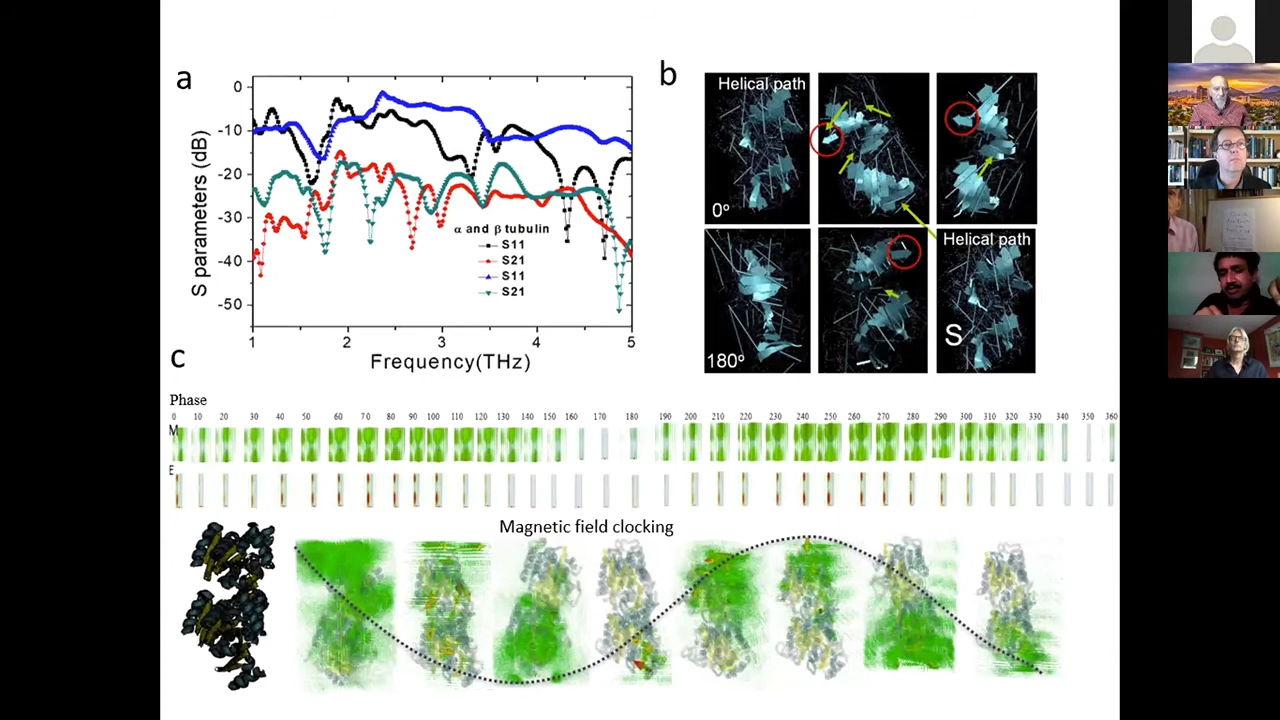 a
S parameters (dB)
0
-10
-20
-30
-40
-50
α and β tubulin
S11
S21
S11
S21
1 2 3 4 5
Frequency(THz)
b
Helical path
0º
180º
Helical path
S
c
Phase
0 10 20 30 40 50 60 70 80 90 100 110 120 130 140 150 160 170 180 190 200 210 220 230 240 250 260 270 280 290 300 310 320 330 340 350 360
M
E
Magnetic field clocking